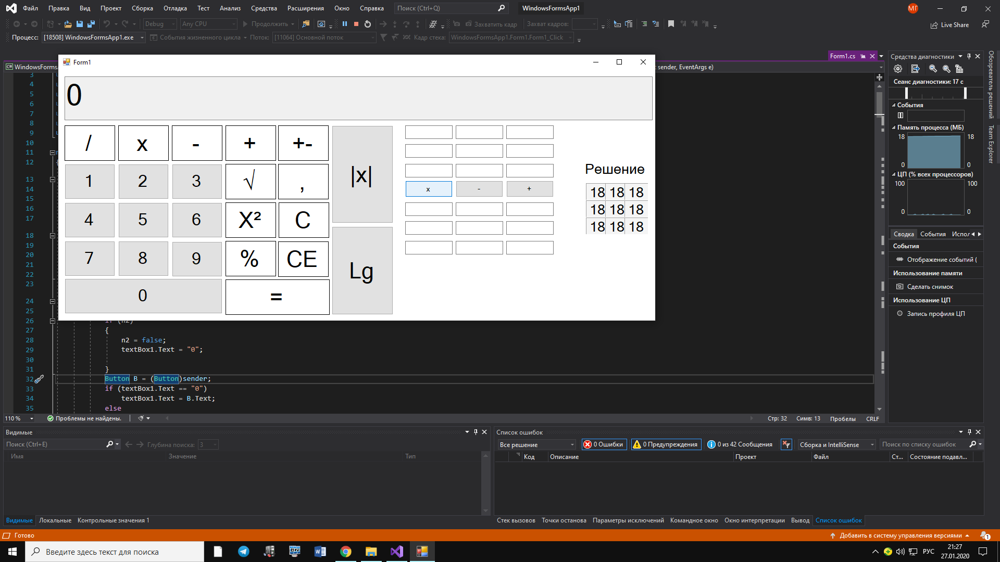 Файл Правка Вид Проект Сборка Отладка Тест Анализ Средства Расширения Окно Справка Поиск (Ctrl+Q) WindowsFormsApp1 МГ
Debug Any CPU Продолжить Захватить кадр Захват кадров: Live Share
Процесс: [18508] WindowsFormsApp1.exe События жизненного цикла Поток: [11064] Основной поток Кадр стека: WindowsFormsApp1.Form1.Form1_Click
Form1.cs
C# WindowsForms sender, EventArgs e)
Form1
0
/ x - + +-
1 2 3 √ ,
4 5 6 X² C
7 8 9 % CE
0 =
|x|
Lg
x - +
Решение
18 18 18
18 18 18
18 18 18
3
4
5
6
7
8
9
10
11
12
13
14
15
16
17
18
19
20
21
22
23
24
25
26 if (n2)
27 {
28 n2 = false;
29 textBox1.Text = "0";
30
31 }
32 Button B = (Button)sender;
33 if (textBox1.Text == "0")
34 textBox1.Text = B.Text;
35 else
110 % Проблемы не найдены. Стр: 32 Симв: 13 Пробелы CRLF
Средства диагностики
Сеанс диагностики: 17 с
События
Память процесса (МБ)
18 18
0 0
ЦП (% всех процессоров)
100 100
0 0
Сводка События Испол
События
Отображение событий (
Использование памяти
Сделать снимок
Использование ЦП
Запись профиля ЦП
Обозреватель решений
Team Explorer
Видимые
Поиск (Ctrl+E) Глубина поиска: 3
Имя Значение Тип
Видимые Локальные Контрольные значения 1
Список ошибок
Все решение 0 Ошибки 0 Предупреждения 0 из 42 Сообщения Сборка и IntelliSense Поиск по списку ошибок
Код Описание Проект Файл Ст... Состояние подавл...
Стек вызовов Точки останова Параметры исключений Командное окно Окно интерпретации Вывод Список ошибок
Готово Добавить в систему управления версиями 1
Введите здесь текст для поиска РУС 21:27
27.01.2020